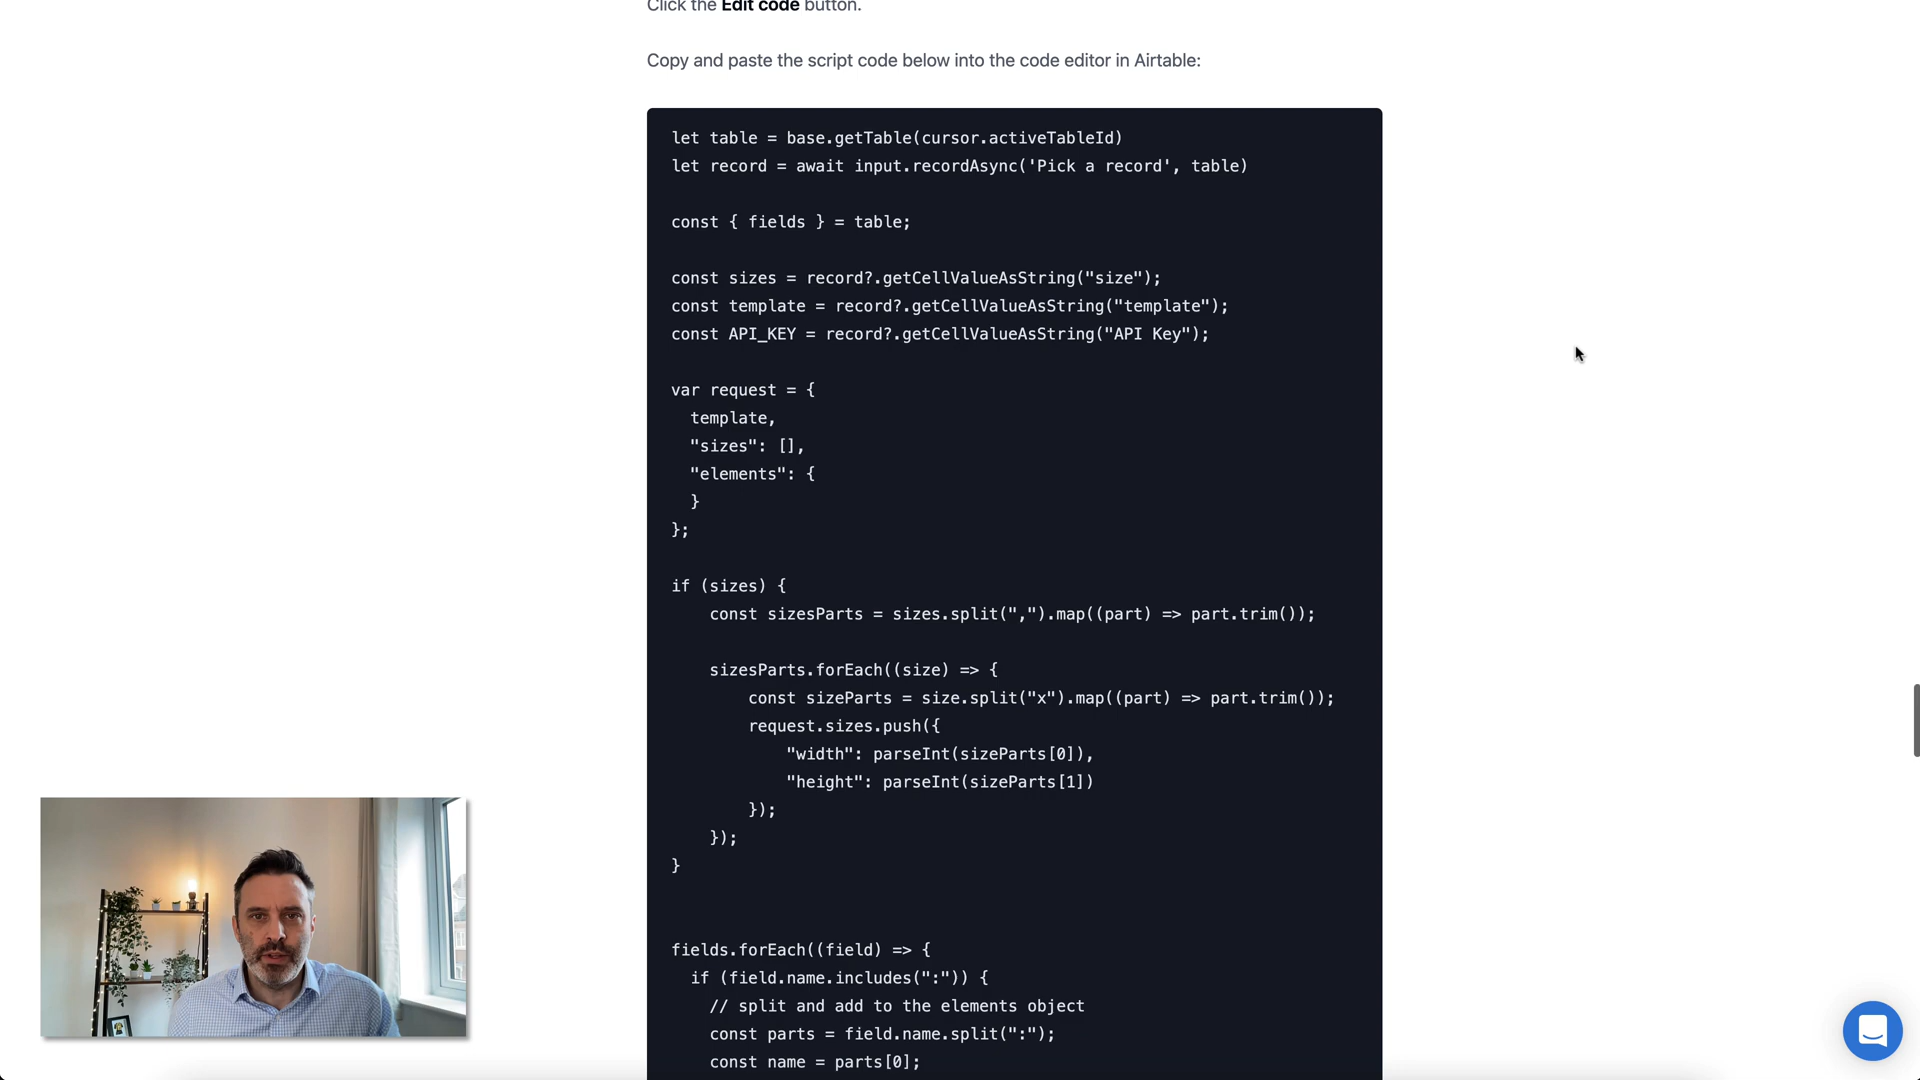 Click the Edit code button.
Copy and paste the script code below into the code editor in Airtable:
let table = base.getTable(cursor.activeTableId)
let record = await input.recordAsync('Pick a record', table)
const { fields } = table;
const sizes = record?.getCellValueAsString("size");
const template = record?.getCellValueAsString("template");
const API_KEY = record?.getCellValueAsString("API Key");
var request = {
  template,
  "sizes": [],
  "elements": {
  }
};
if (sizes) {
    const sizesParts = sizes.split(",").map((part) => part.trim());
    sizesParts.forEach((size) => {
        const sizeParts = size.split("x").map((part) => part.trim());
        request.sizes.push({
            "width": parseInt(sizeParts[0]),
            "height": parseInt(sizeParts[1])
        });
    });
}
fields.forEach((field) => {
  if (field.name.includes(":")) {
    // split and add to the elements object
    const parts = field.name.split(":");
    const name = parts[0];